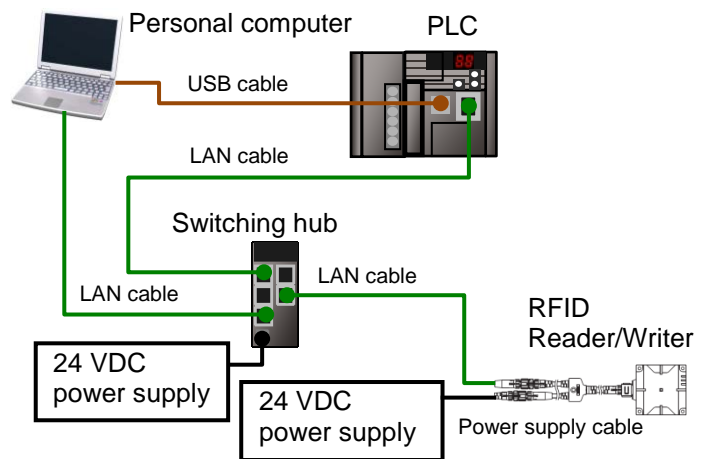 Personal computer
PLC
88
USB cable
LAN cable
Switching hub
LAN cable
LAN cable
RFID
Reader/Writer
24 VDC
power supply
24 VDC
power supply
Power supply cable